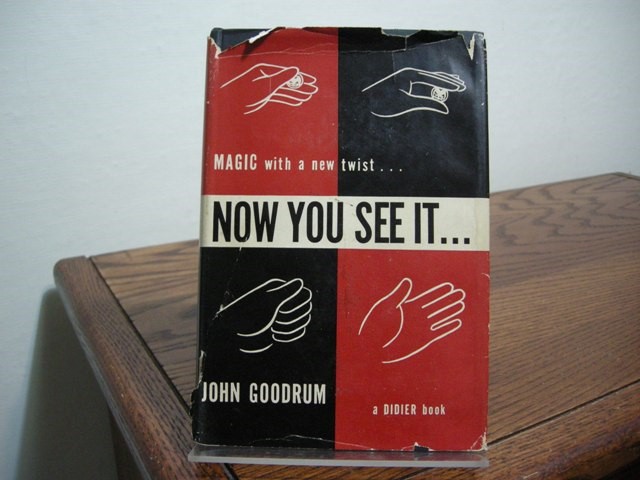 MAGIC with a new twist...
NOW YOU SEE IT...
JOHN GOODRUM
a DIDIER book